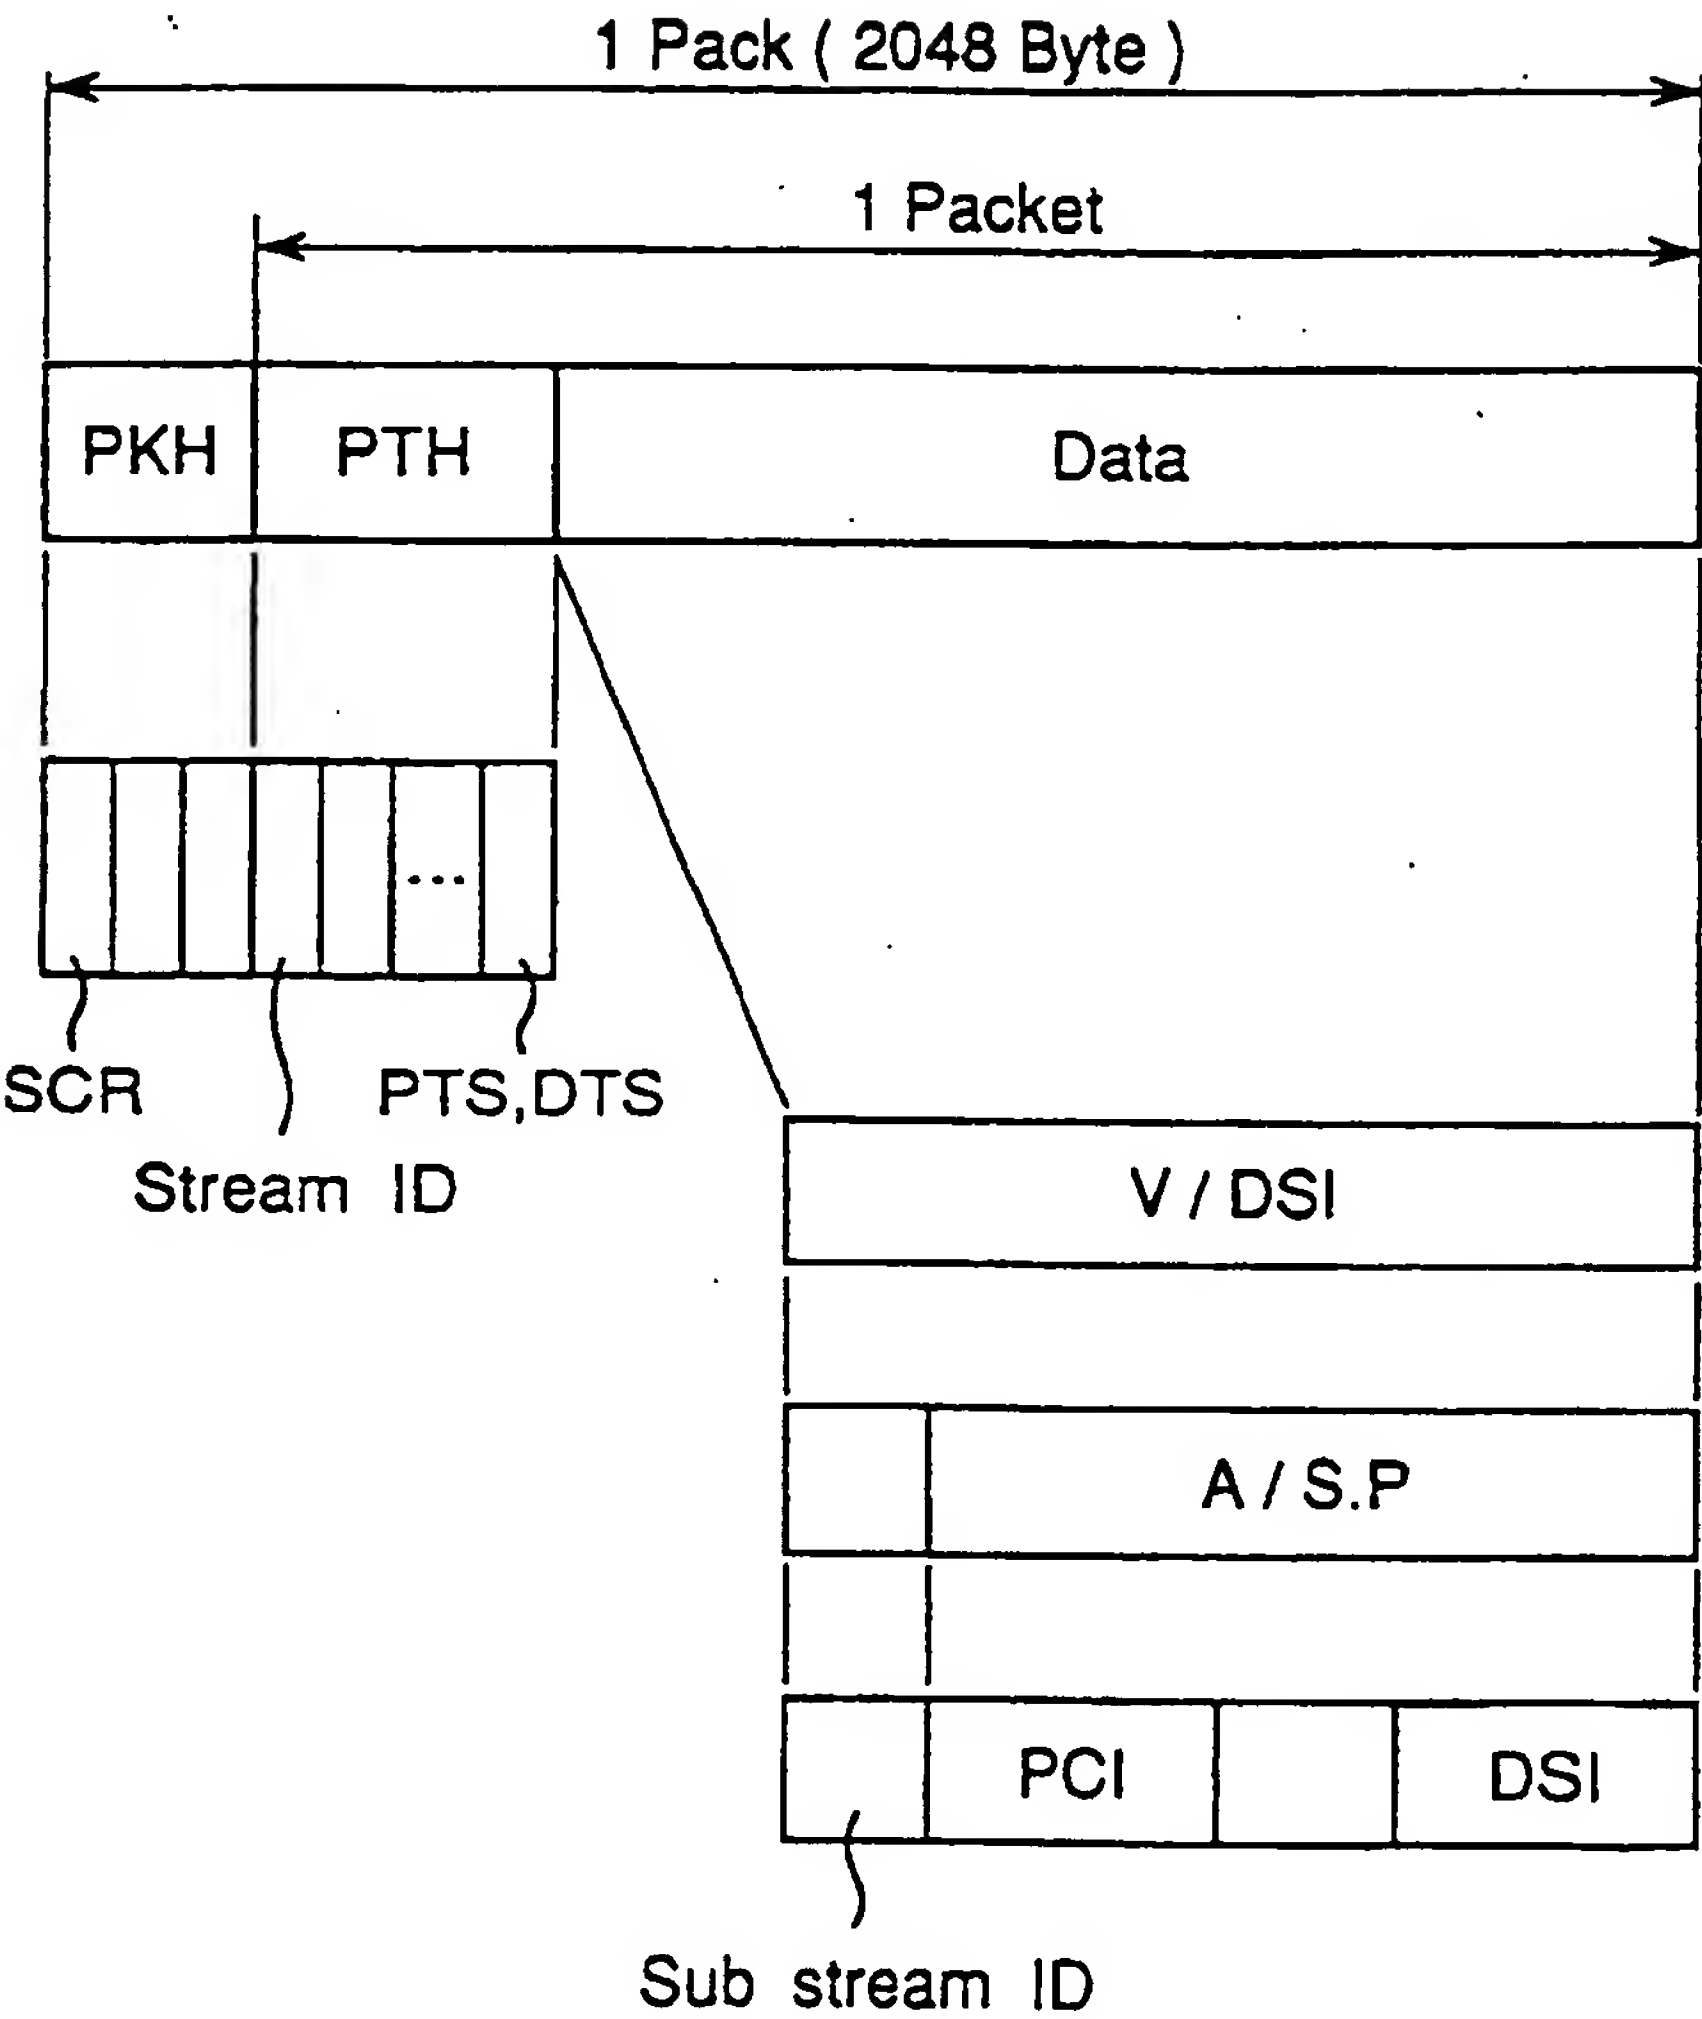 1 Pack ( 2048 Byte )
1 Packet
PKH PTH Data
...
SCR PTS,DTS
Stream ID
V / DSI
A / S.P
PCI DSI
Sub stream ID